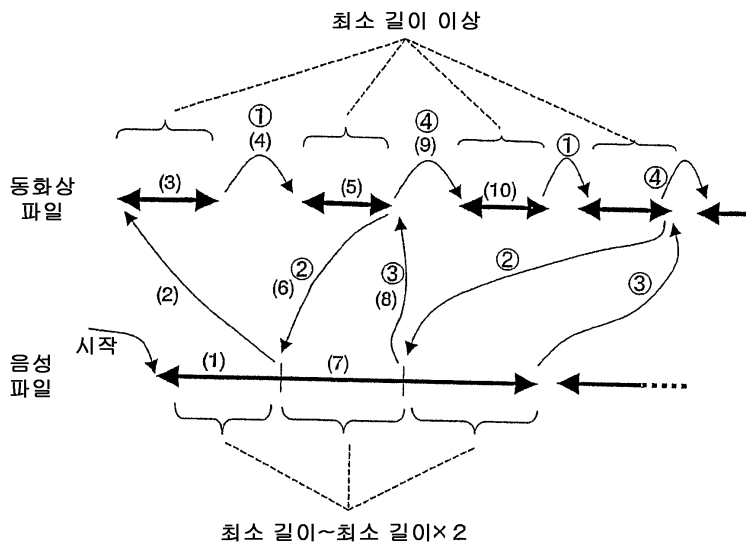 최소 길이 이상
① ④ ① ④
(4) (9)
동화상
파일
(3) (5) (10)
② ③ ② ③
(2) (6) (8)
시작
음성
파일
(1) (7)
최소 길이~최소 길이×2